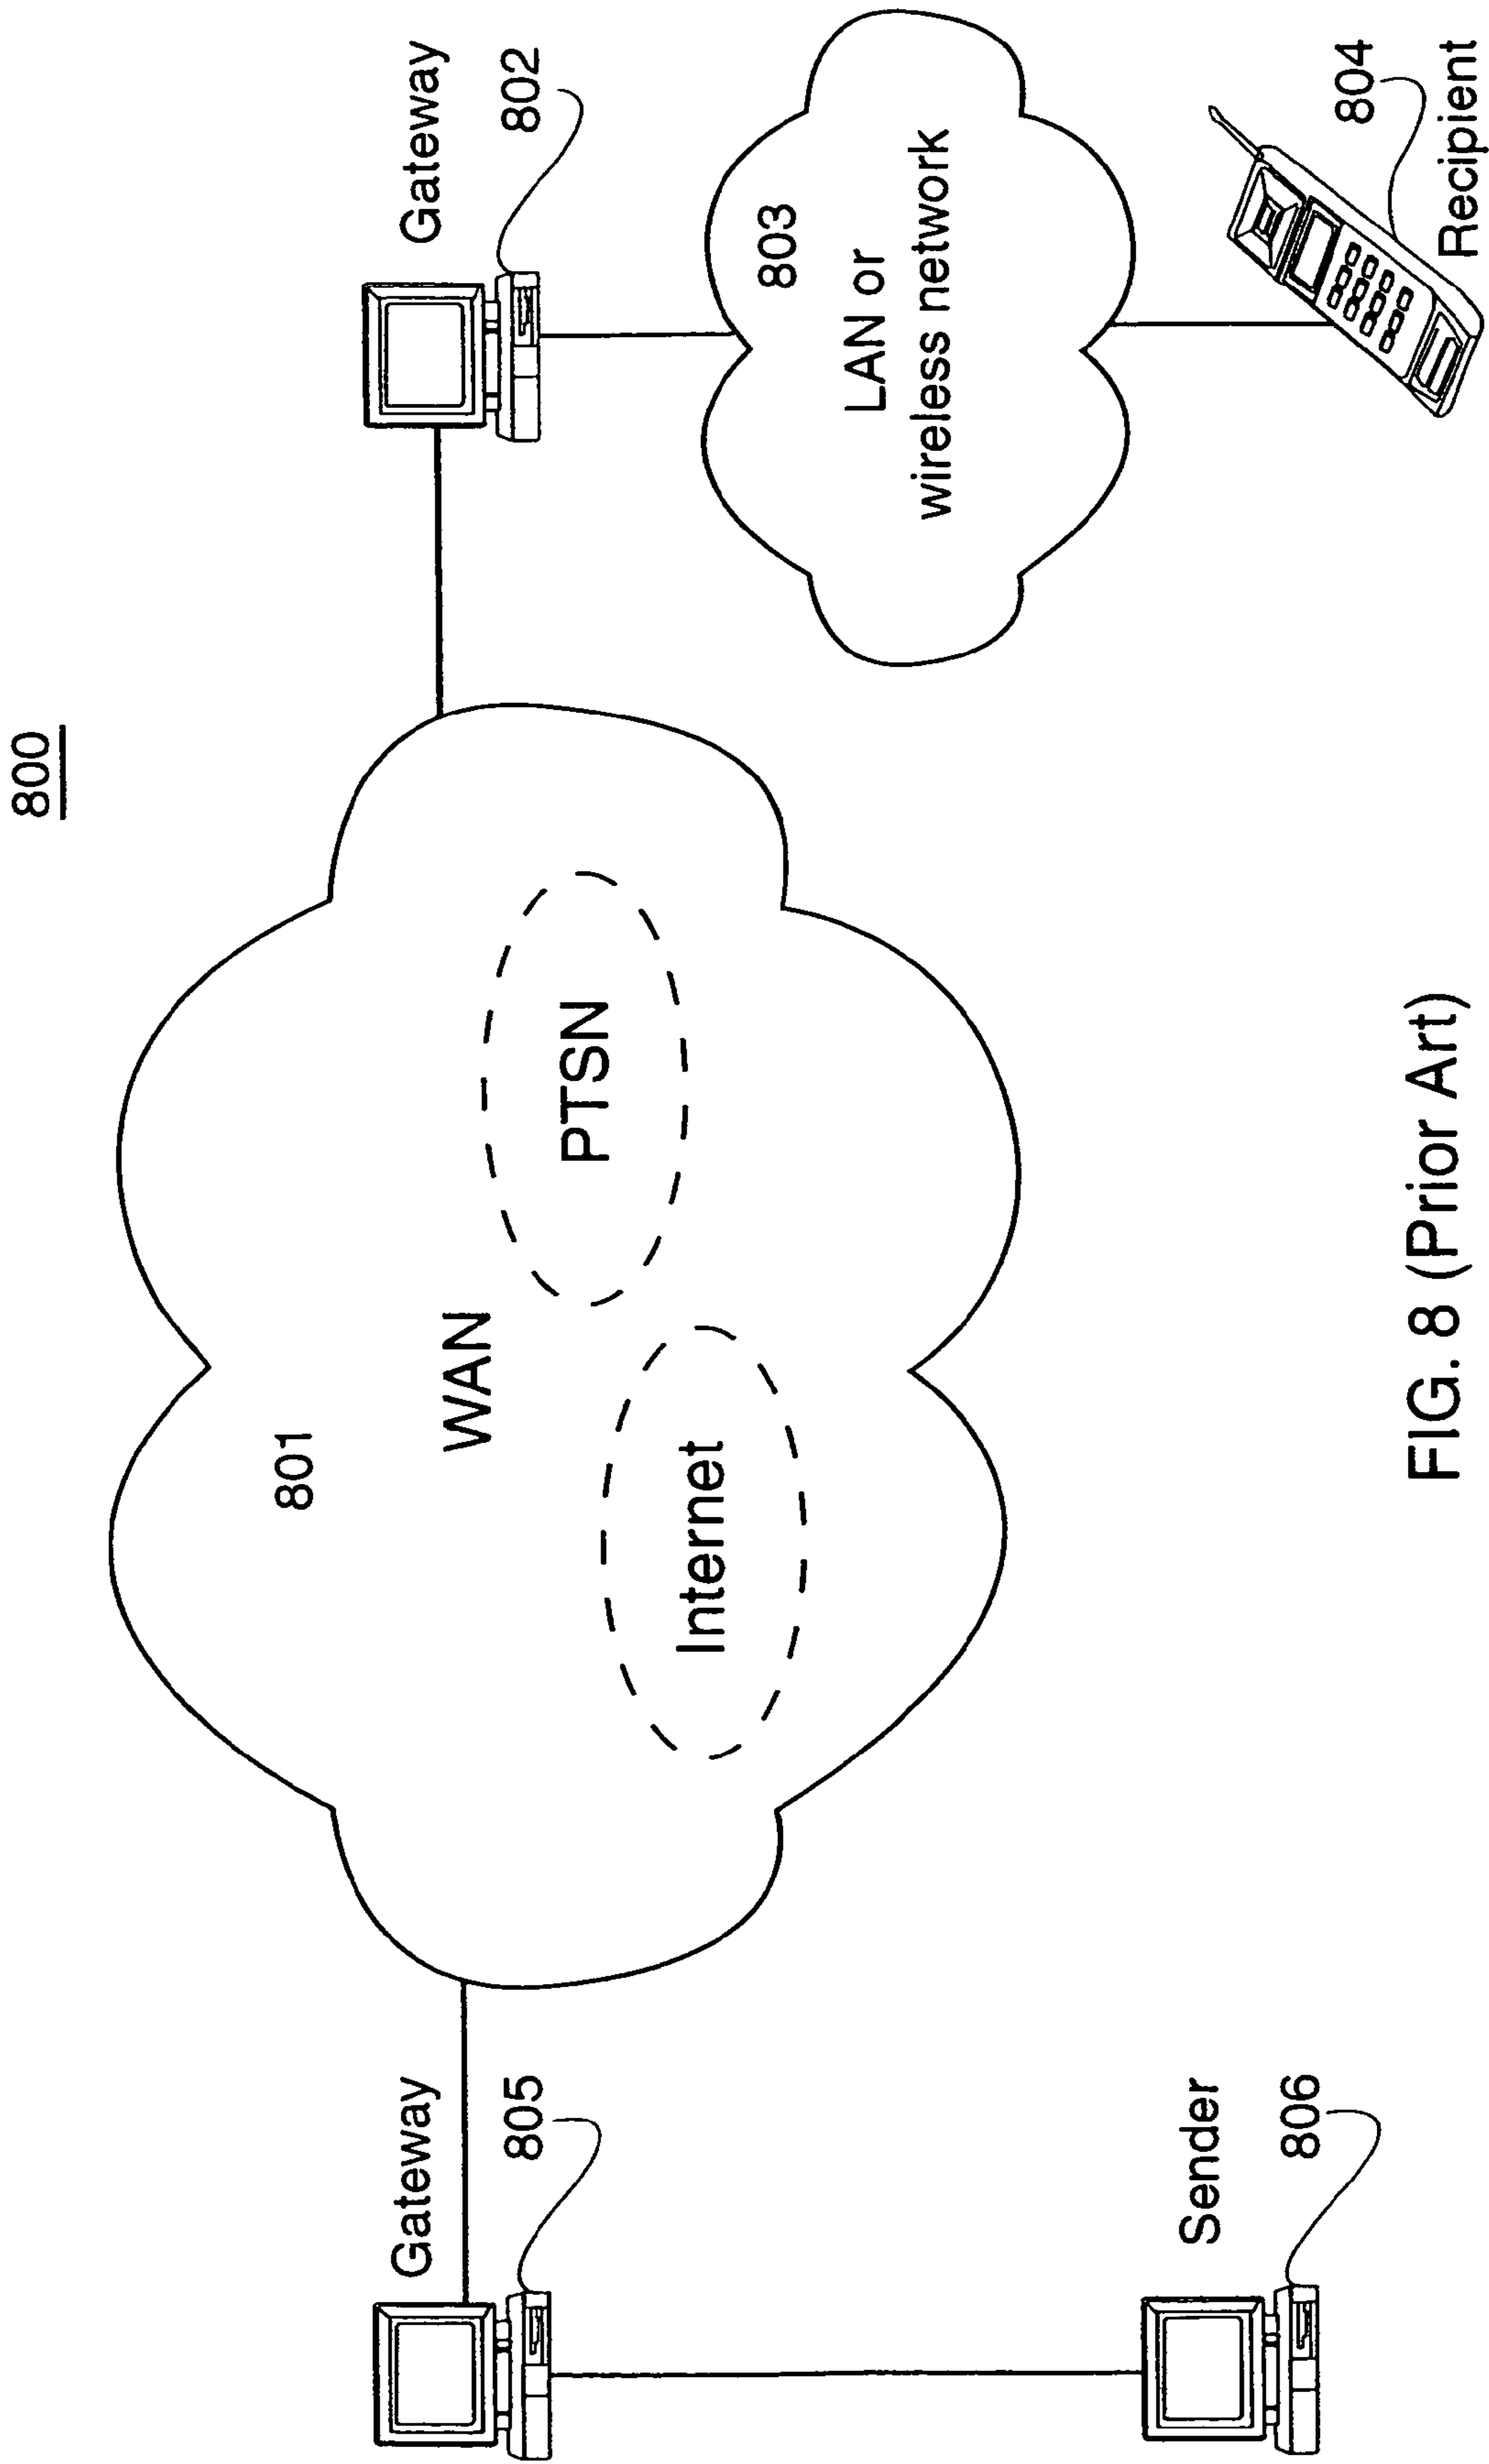 800
Gateway
802
Gateway
805
801
WAN
PTSN
Internet
803
LAN or
wireless network
Sender
806
804
Recipient
FIG. 8 (Prior Art)